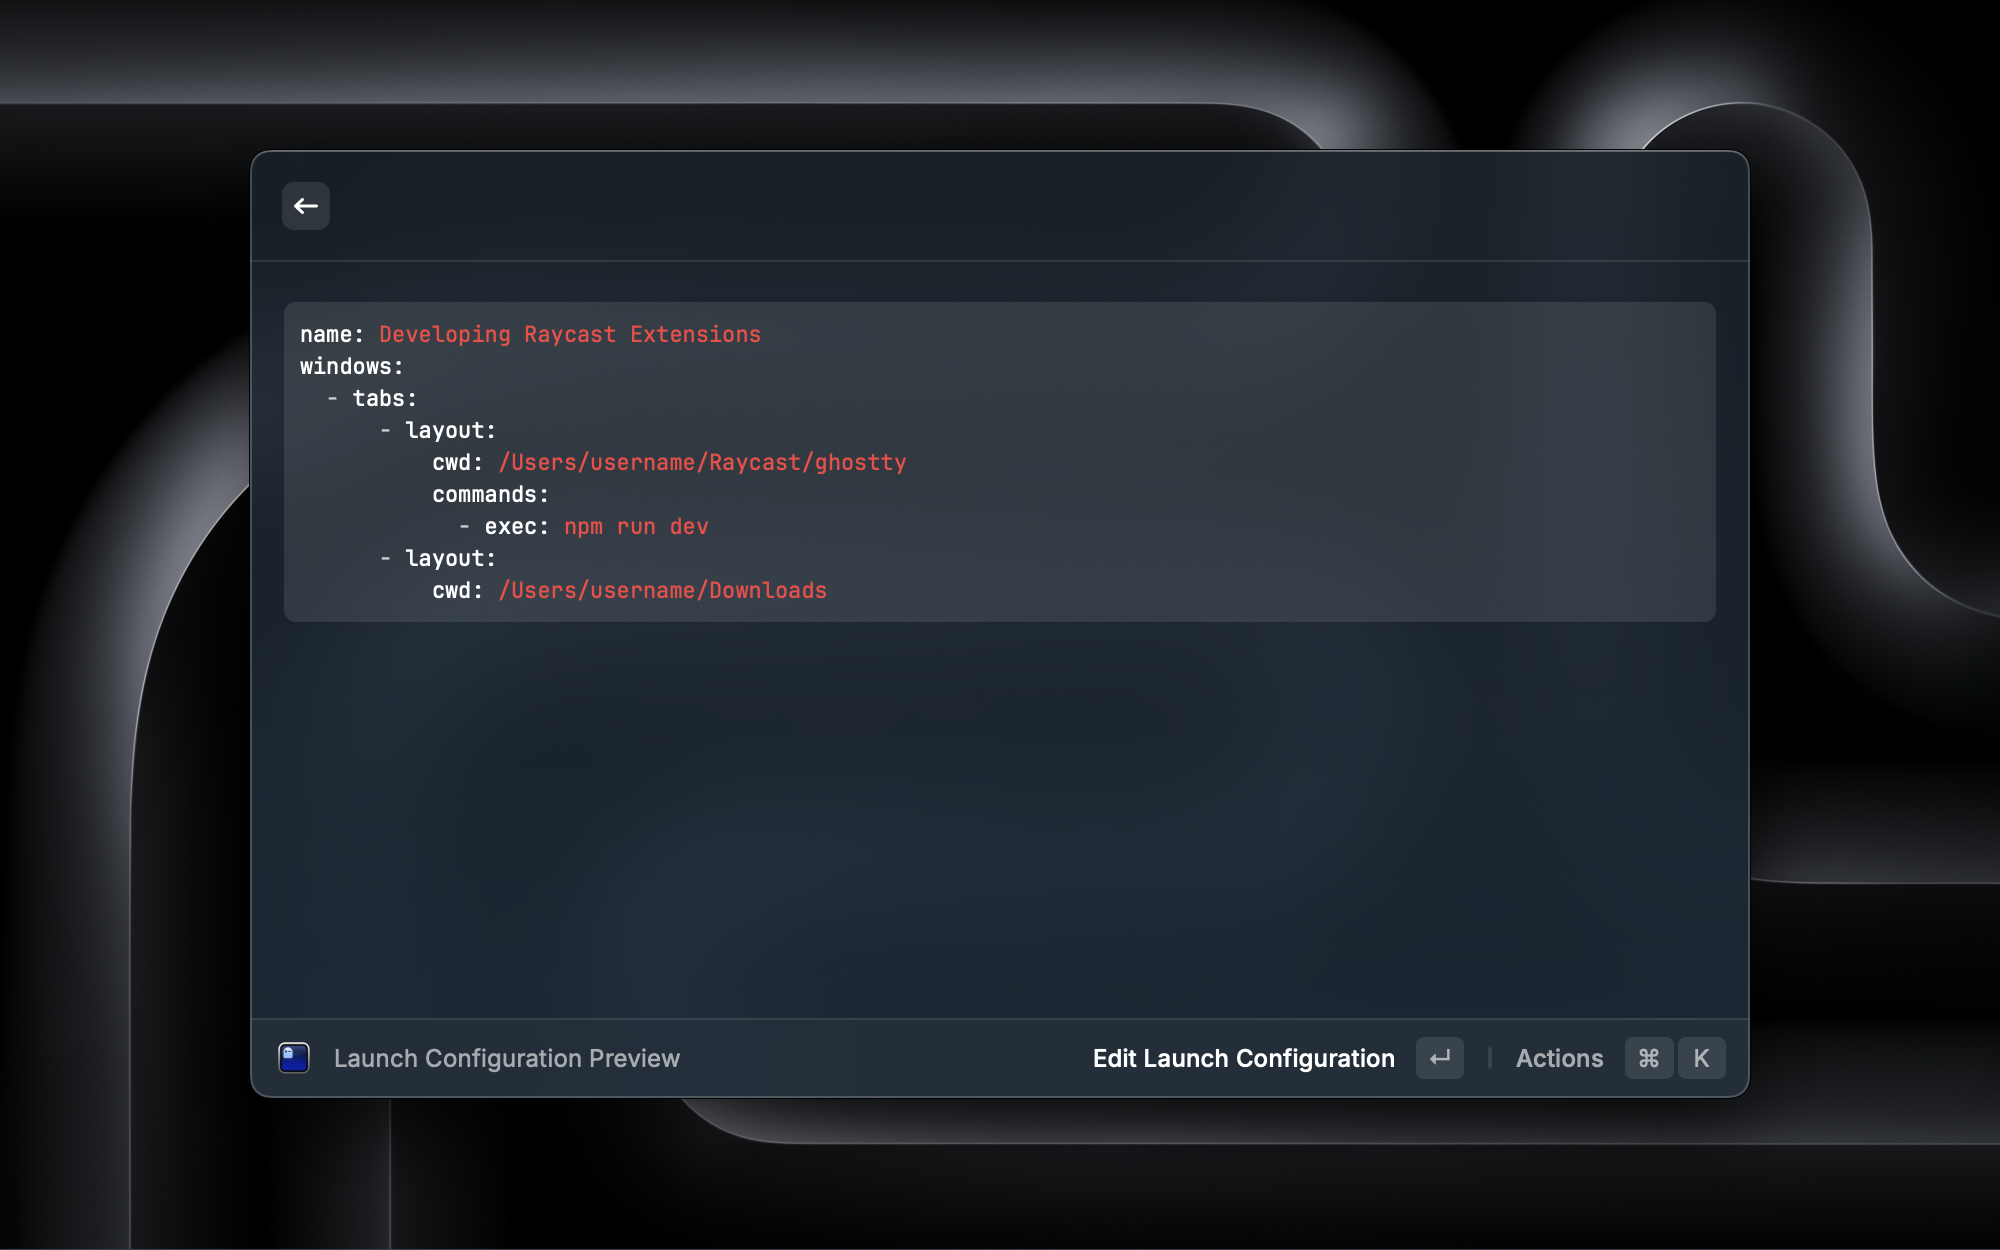 name: Developing Raycast Extensions
windows:
  - tabs:
      - layout:
          cwd: /Users/username/Raycast/ghostty
          commands:
            - exec: npm run dev
      - layout:
          cwd: /Users/username/Downloads
Launch Configuration Preview
Edit Launch Configuration ↵ Actions ⌘ K